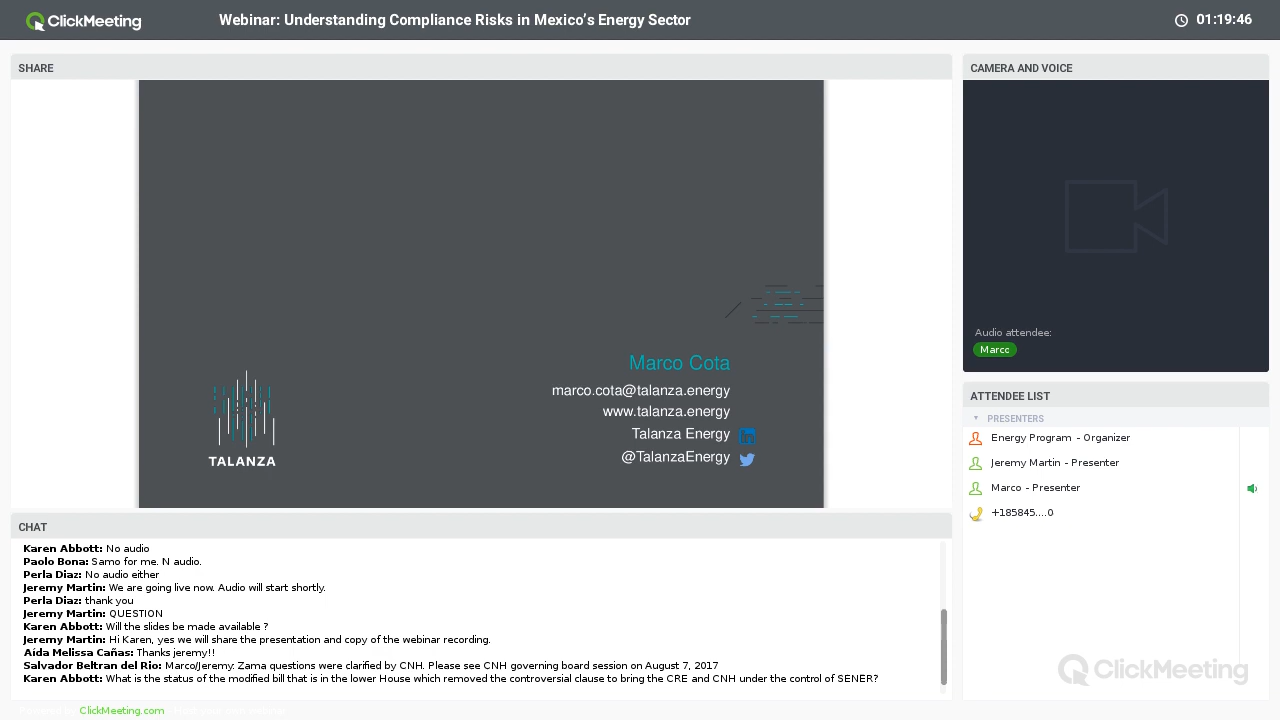 ClickMeeting
Webinar: Understanding Compliance Risks in Mexico’s Energy Sector
01:19:46
SHARE
Marco Cota
marco.cota@talanza.energy
www.talanza.energy
Talanza Energy
@TalanzaEnergy
TALANZA
CAMERA AND VOICE
Audio attendee:
Marco
ATTENDEE LIST
PRESENTERS
Energy Program - Organizer
Jeremy Martin - Presenter
Marco - Presenter
+185845....0
CHAT
Karen Abbott: No audio
Paolo Bona: Samo for me. N audio.
Perla Diaz: No audio either
Jeremy Martin: We are going live now. Audio will start shortly.
Perla Diaz: thank you
Jeremy Martin: QUESTION
Karen Abbott: Will the slides be made available ?
Jeremy Martin: Hi Karen, yes we will share the presentation and copy of the webinar recording.
Aída Melissa Cañas: Thanks jeremy!!
Salvador Beltran del Rio: Marco/Jeremy: Zama questions were clarified by CNH. Please see CNH governing board session on August 7, 2017
Karen Abbott: What is the status of the modified bill that is in the lower House which removed the controversial clause to bring the CRE and CNH under the control of SENER?
ClickMeeting
ClickMeeting.com